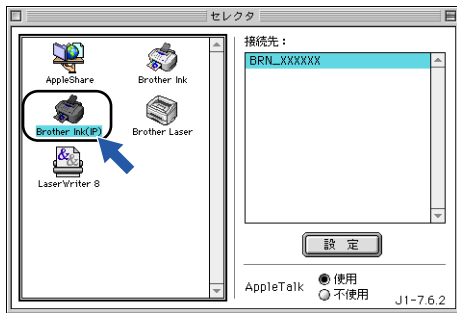 セレクタ
AppleShare
Brother Ink
Brother Ink(IP)
Brother Laser
LaserWriter 8
接続先：
BRN_XXXXXX
設 定
AppleTalk
使用
不使用
J1-7.6.2